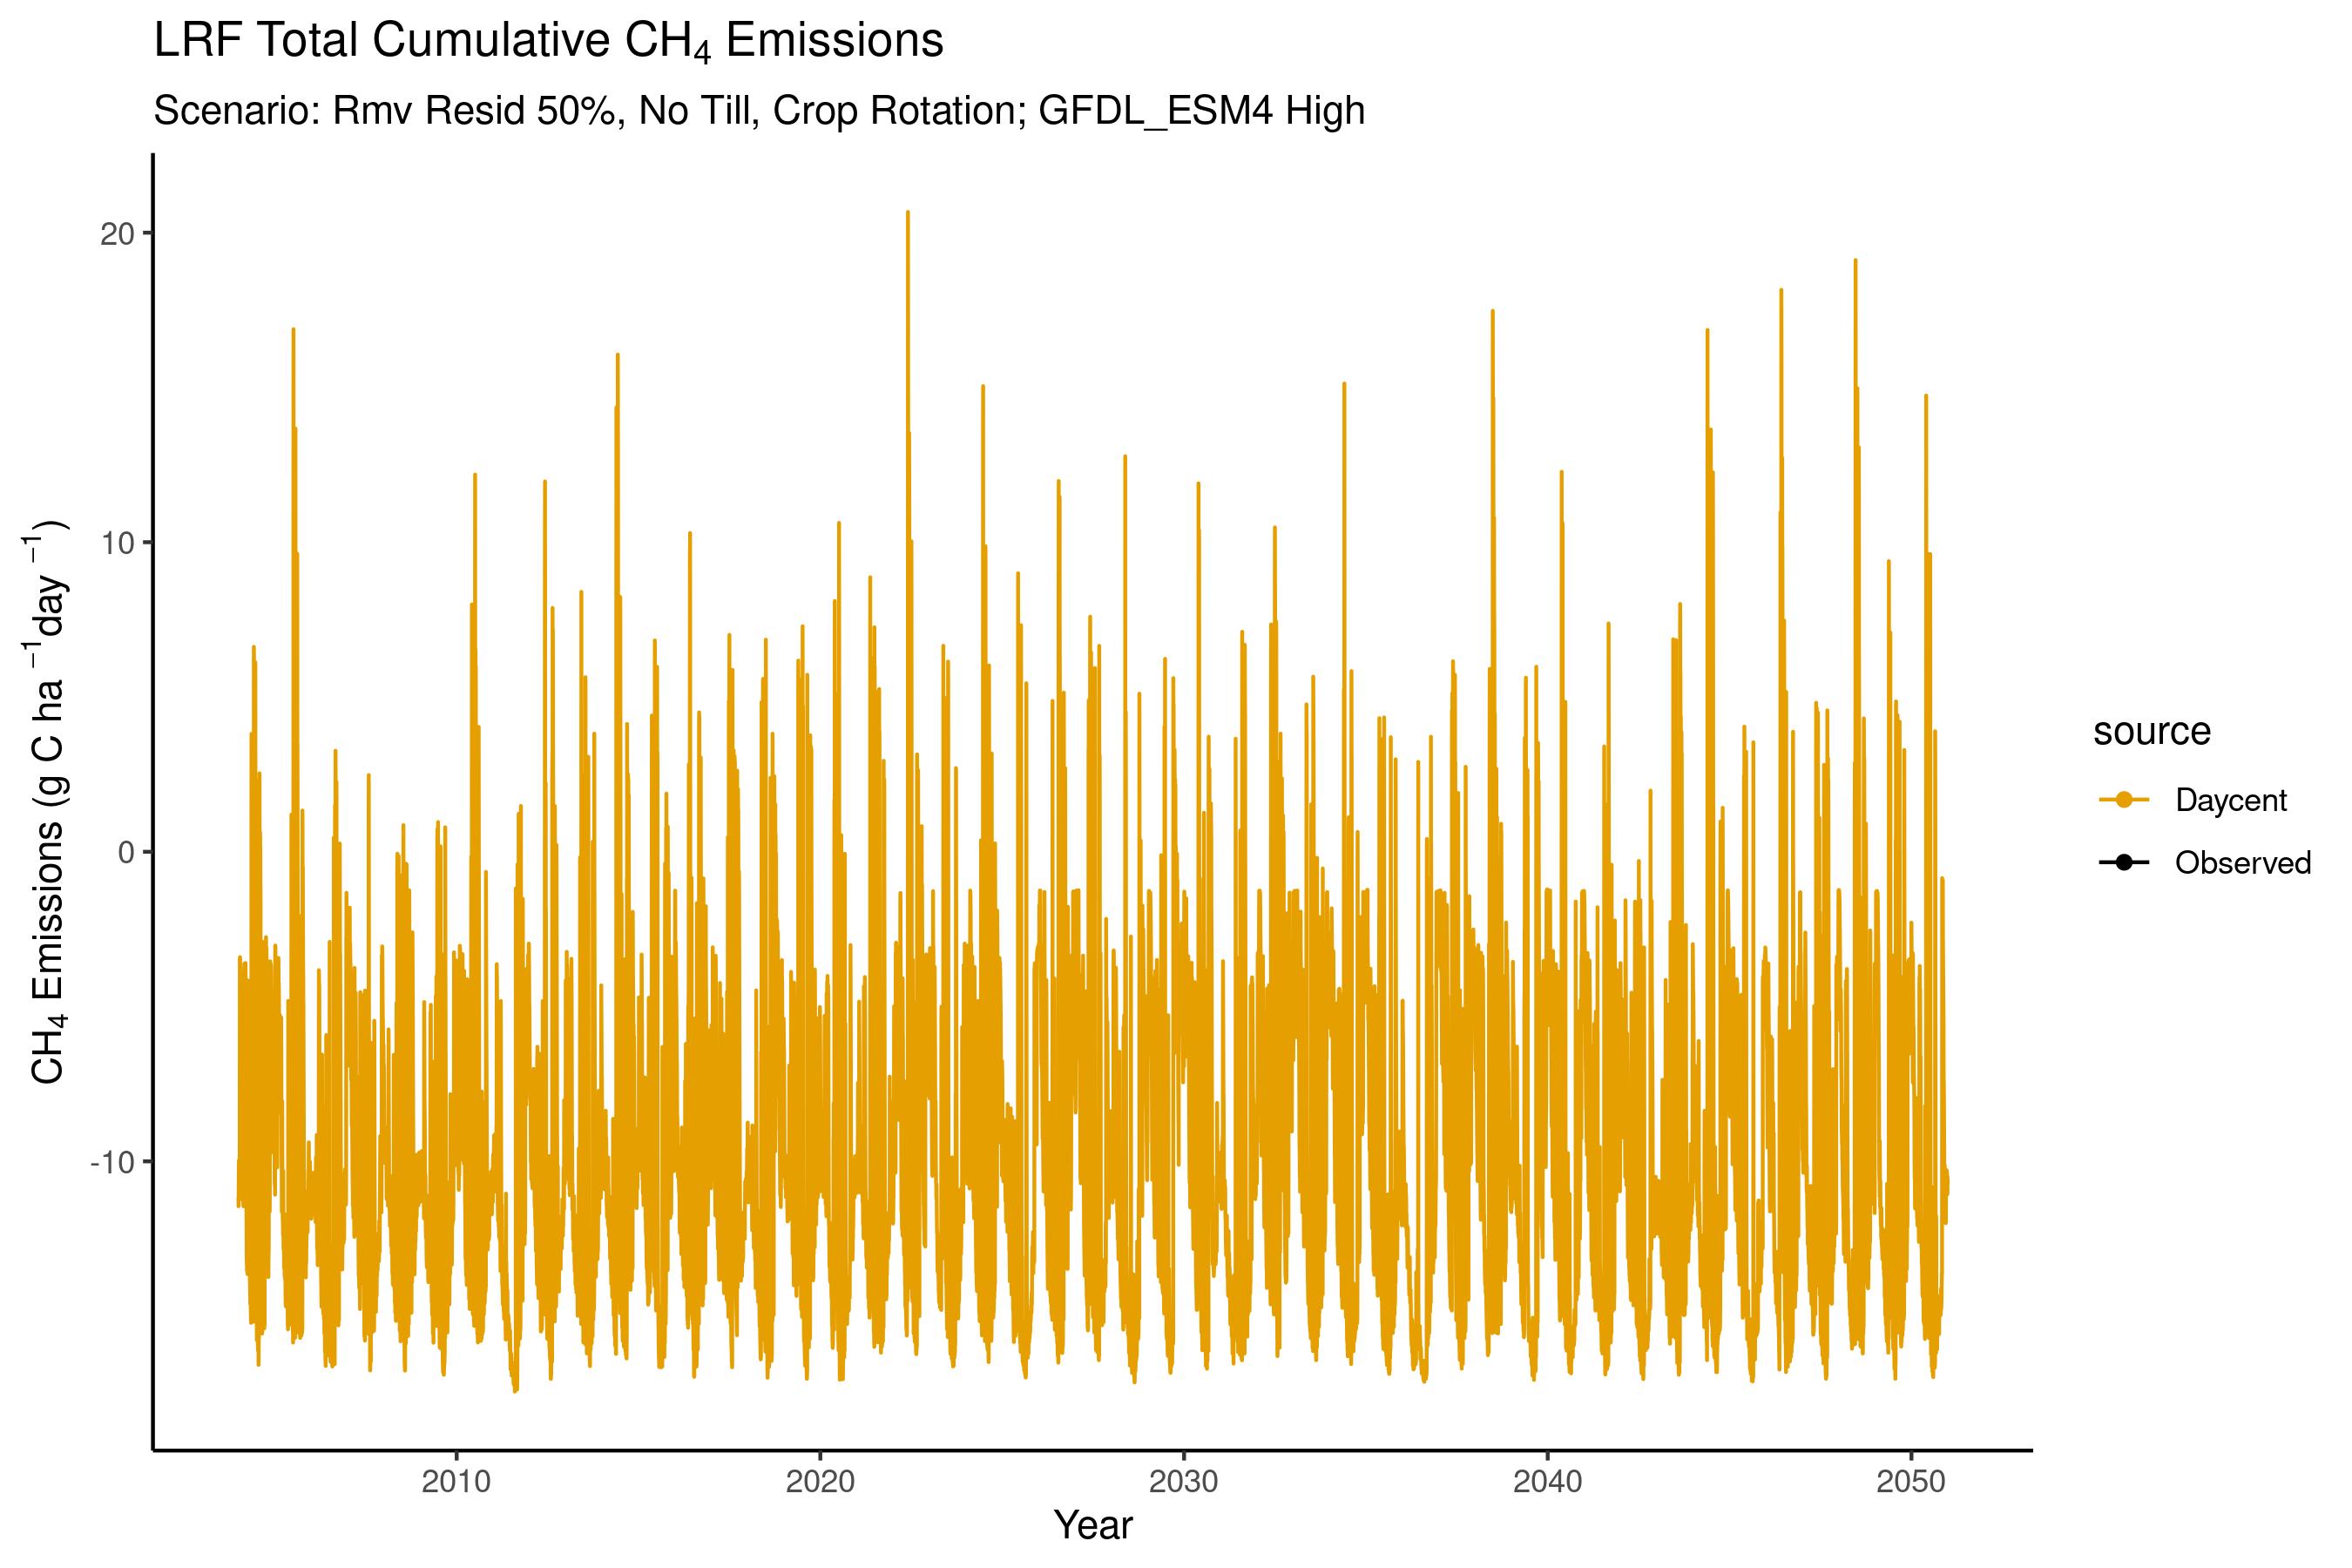 LRF Total Cumulative CH₄ Emissions
Scenario: Rmv Resid 50%, No Till, Crop Rotation; GFDL_ESM4 High
CH₄ Emissions (g C ha ⁻¹day ⁻¹)
20
10
0
-10
2010 2020 2030 2040 2050
Year
source
Daycent
Observed